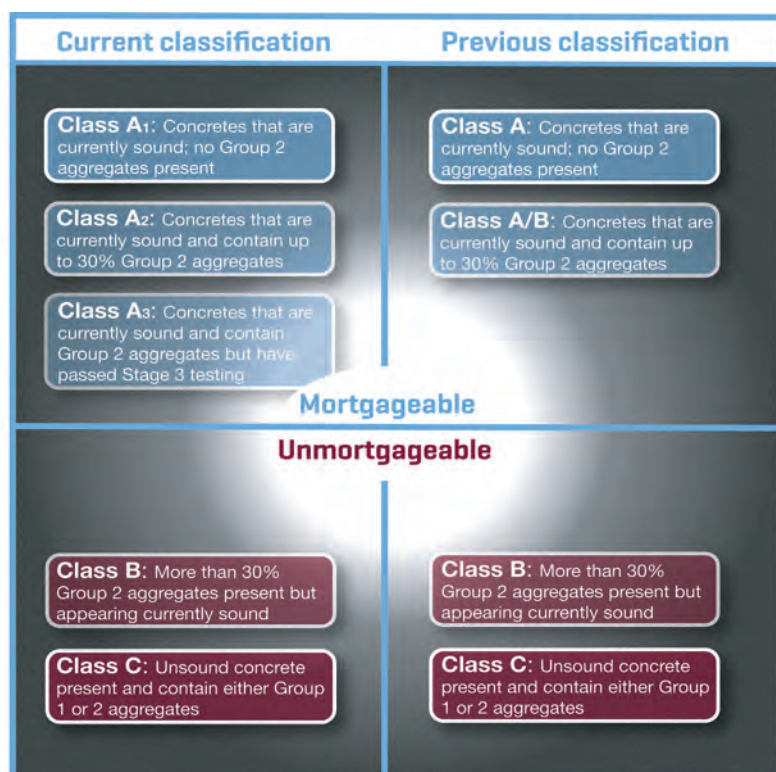 Current classification
Previous classification
Class A1: Concretes that are
currently sound; no Group 2
aggregates present
Class A2: Concretes that are
currently sound and contain up
to 30% Group 2 aggregates
Class A3: Concretes that are
currently sound and contain
Group 2 aggregates but have
passed Stage 3 testing
Class A: Concretes that are
currently sound; no Group 2
aggregates present
Class A/B: Concretes that are
currently sound and contain up
to 30% Group 2 aggregates
Mortgageable
Unmortgageable
Class B: More than 30%
Group 2 aggregates present but
appearing currently sound
Class C: Unsound concrete
present and contain either Group
1 or 2 aggregates
Class B: More than 30%
Group 2 aggregates present but
appearing currently sound
Class C: Unsound concrete
present and contain either Group
1 or 2 aggregates